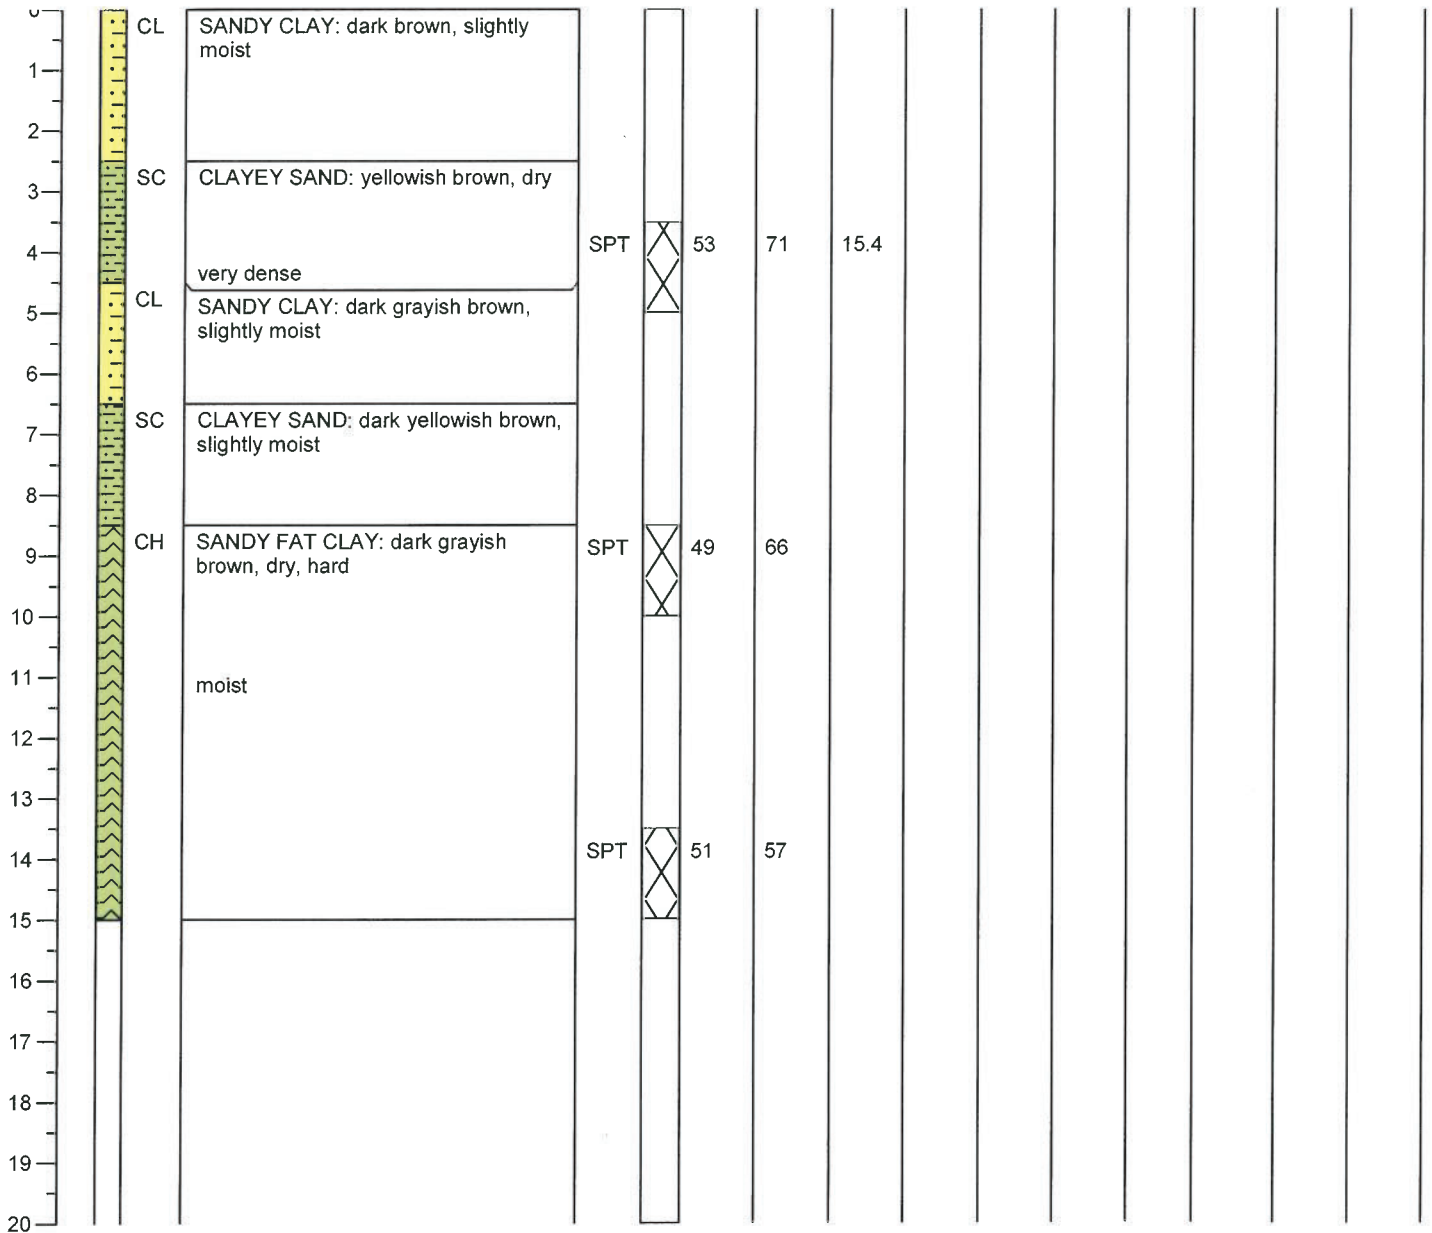 0
CL SANDY CLAY: dark brown, slightly
moist
1
2
SC CLAYEY SAND: yellowish brown, dry
3
SPT 53 71 15.4
4
very dense
CL SANDY CLAY: dark grayish brown,
5
slightly moist
6
SC CLAYEY SAND: dark yellowish brown,
7
slightly moist
8
CH SANDY FAT CLAY: dark grayish
SPT 49 66
9
brown, dry, hard
10
11
moist
12
13
SPT 51 57
14
15
16
17
18
19
20